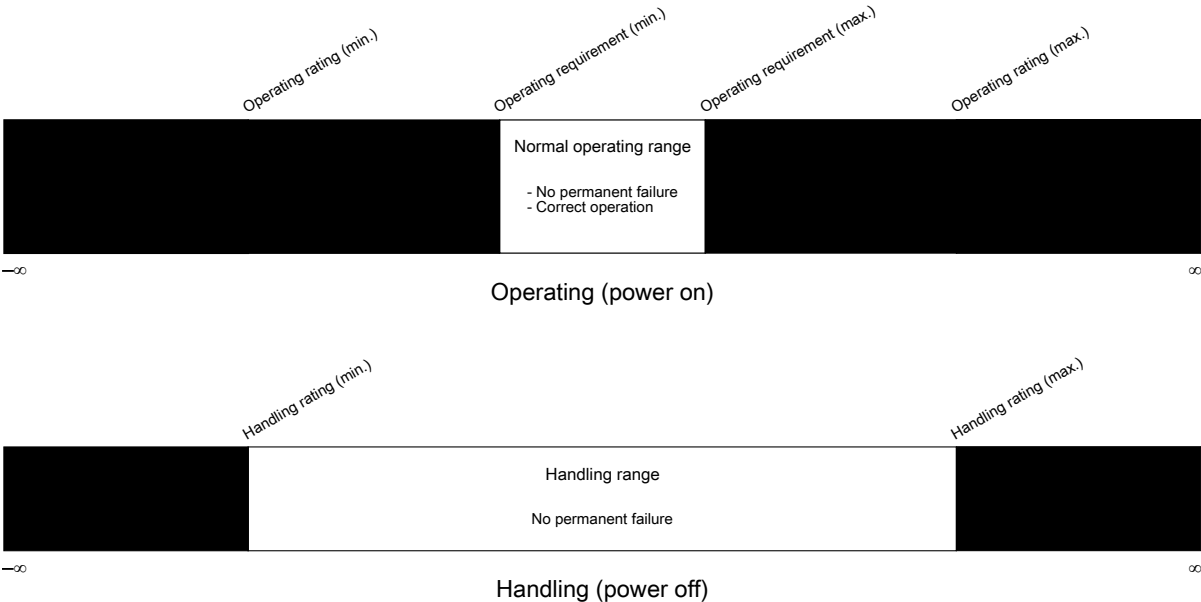 Operating rating (min.)
Operating requirement (min.)
Operating requirement (max.)
Operating rating (max.)
Normal operating range
- No permanent failure
- Correct operation
–∞
∞
Operating (power on)
Handling rating (min.)
Handling rating (max.)
Handling range
No permanent failure
–∞
∞
Handling (power off)